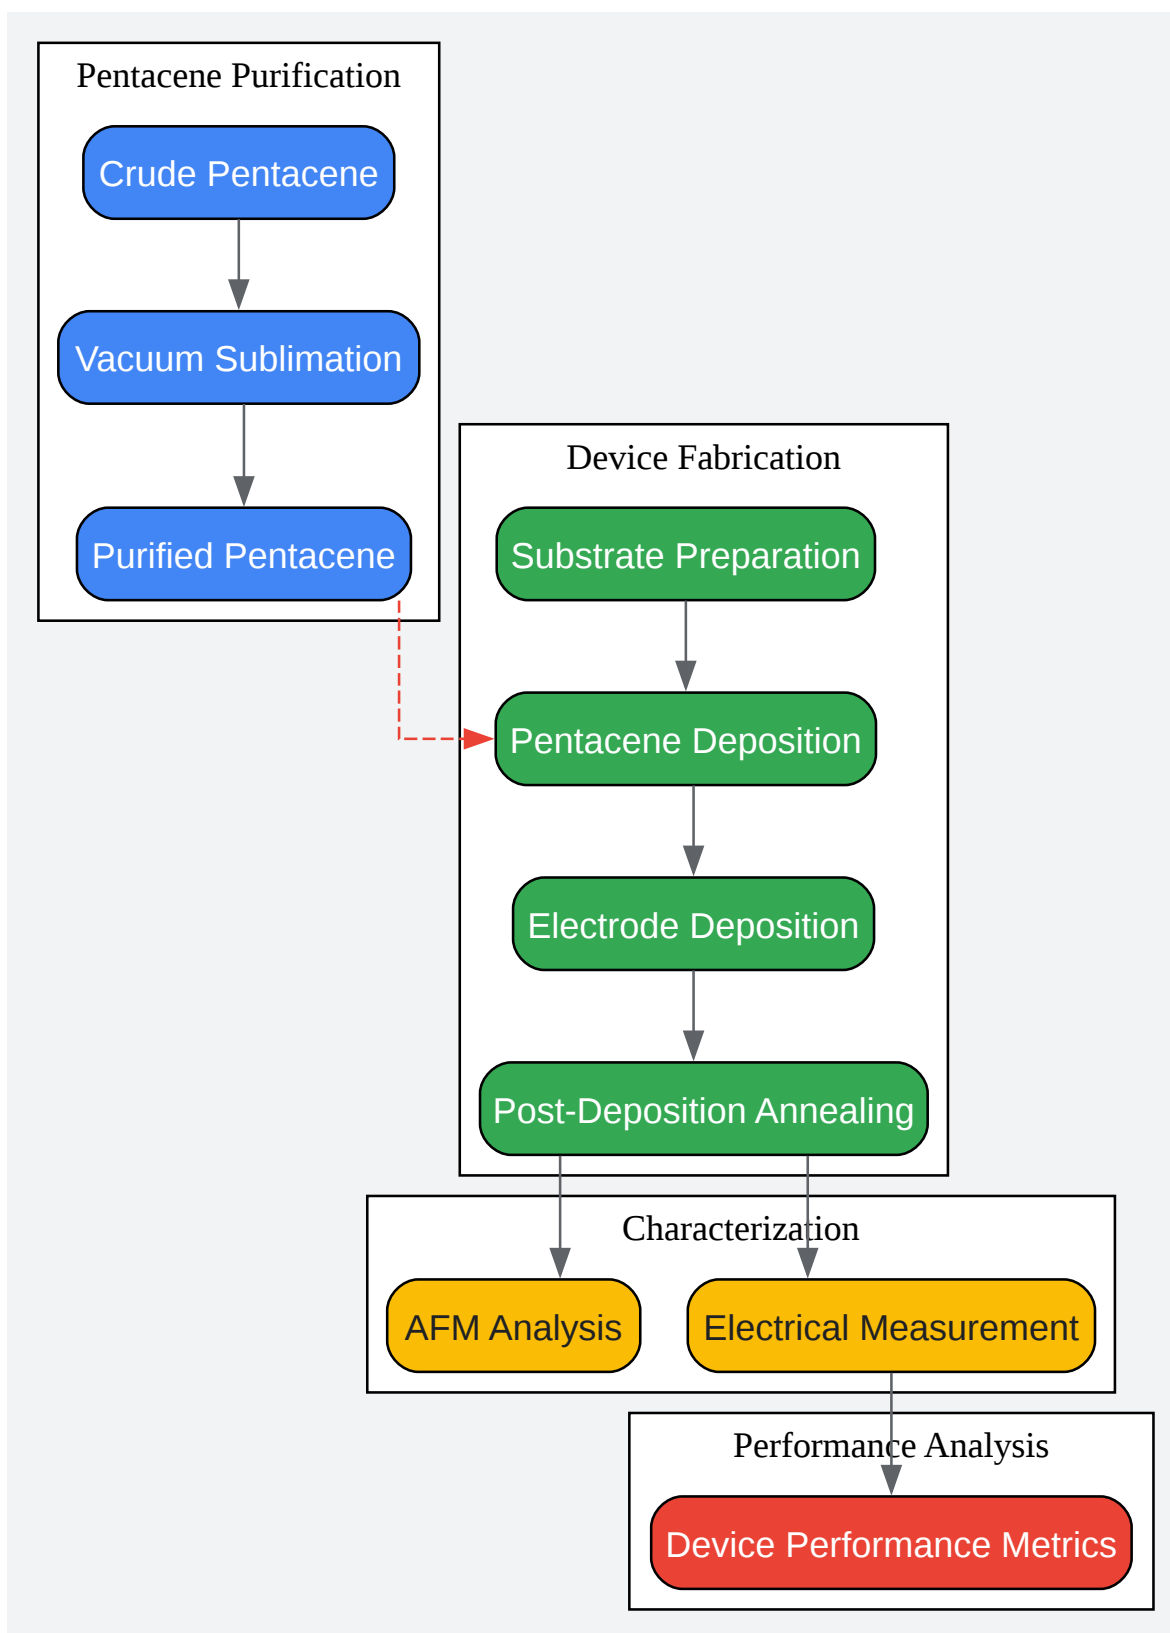 Pentacene Purification
Crude Pentacene
Vacuum Sublimation
Purified Pentacene
Device Fabrication
Substrate Preparation
Pentacene Deposition
Electrode Deposition
Post-Deposition Annealing
Characterization
AFM Analysis
Electrical Measurement
Performance Analysis
Device Performance Metrics